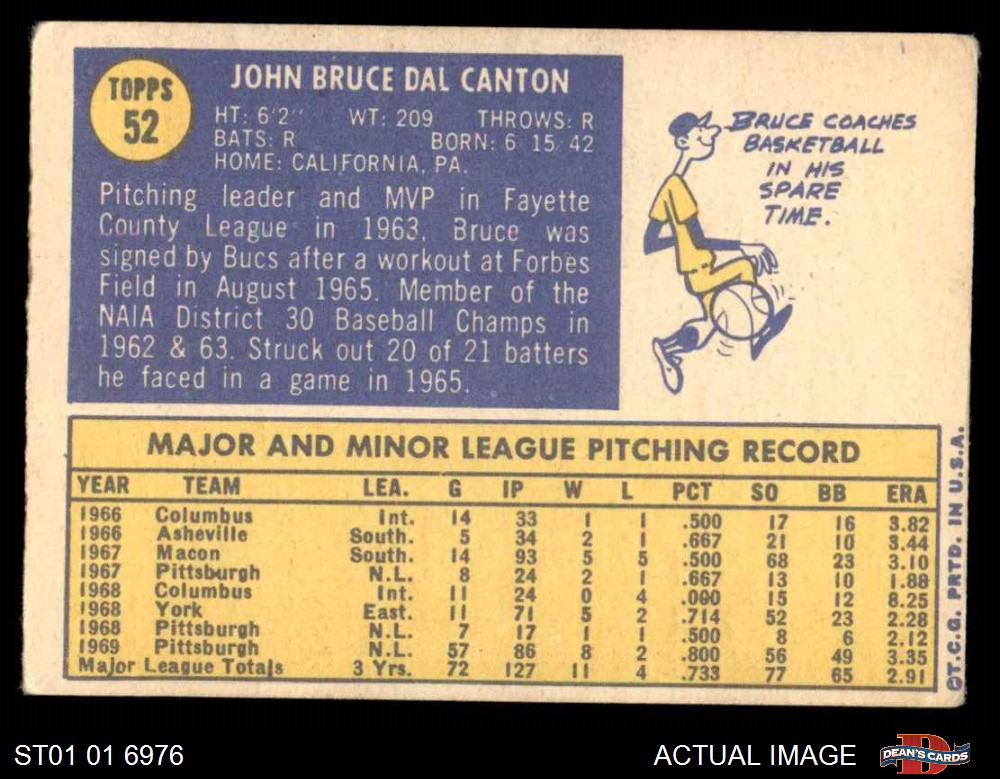 TOPPS
52
JOHN BRUCE DAL CANTON
HT: 6'2" WT: 209 THROWS: R
BATS: R BORN: 6 15 42
HOME: CALIFORNIA, PA.
Pitching leader and MVP in Fayette
County League in 1963, Bruce was
signed by Bucs after a workout at Forbes
Field in August 1965. Member of the
NAIA District 30 Baseball Champs in
1962 & 63. Struck out 20 of 21 batters
he faced in a game in 1965.
BRUCE COACHES
BASKETBALL
IN HIS
SPARE
TIME.
MAJOR AND MINOR LEAGUE PITCHING RECORD
YEAR TEAM LEA. G IP W L PCT SO BB ERA
1966 Columbus Int. 14 33 1 1 .500 17 16 3.82
1966 Asheville South. 5 34 2 1 .667 21 10 3.44
1967 Macon South. 14 93 5 5 .500 68 23 3.10
1967 Pittsburgh N.L. 8 24 2 1 .667 13 10 1.88
1968 Columbus Int. 11 24 0 4 .000 15 12 8.25
1968 York East. 11 71 5 2 .714 52 23 2.28
1968 Pittsburgh N.L. 7 17 1 1 .500 8 6 2.12
1969 Pittsburgh N.L. 57 86 8 2 .800 56 49 3.35
Major League Totals 3 Yrs. 72 127 11 4 .733 77 65 2.91
©T.C.G. PRTD. IN U.S.A.
ST01 01 6976
ACTUAL IMAGE
D
DEAN'S CARDS